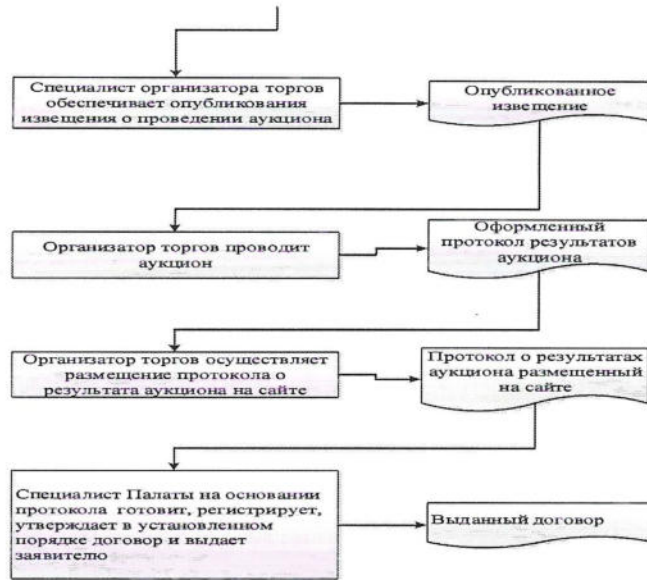 Специалист организатора торгов
обеспечивает опубликования
извещения о проведении аукциона
Опубликованное
извещение
Организатор торгов проводит
аукцион
Оформленный
протокол результатов
аукциона
Организатор торгов осуществляет
размещение протокола о
результата аукциона на сайте
Протокол о результатах
аукциона размещенный
на сайте
Специалист Палаты на основании
протокола готовит, регистрирует,
утверждает в установленном
порядке договор и выдает
заявителю
Выданный договор